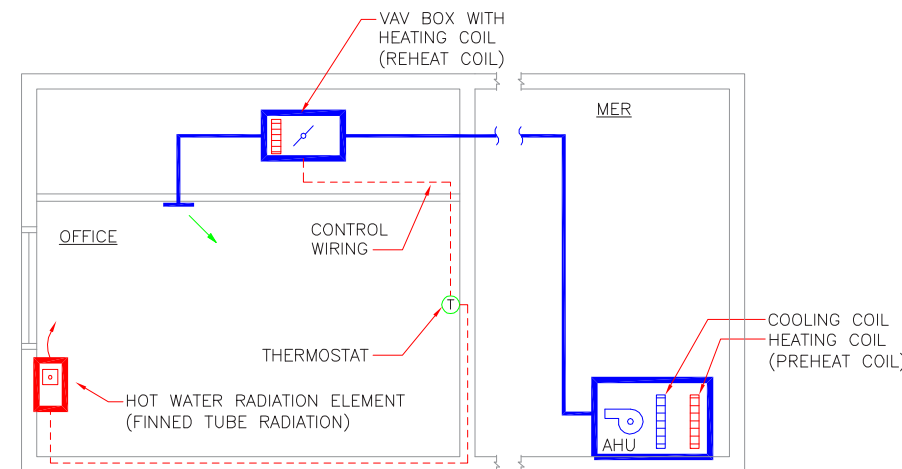 VAV BOX WITH
HEATING COIL
(REHEAT COIL)
MER
OFFICE
CONTROL
WIRING
T
THERMOSTAT
COOLING COIL
HEATING COIL
(PREHEAT COIL)
HOT WATER RADIATION ELEMENT
(FINNED TUBE RADIATION)
AHU